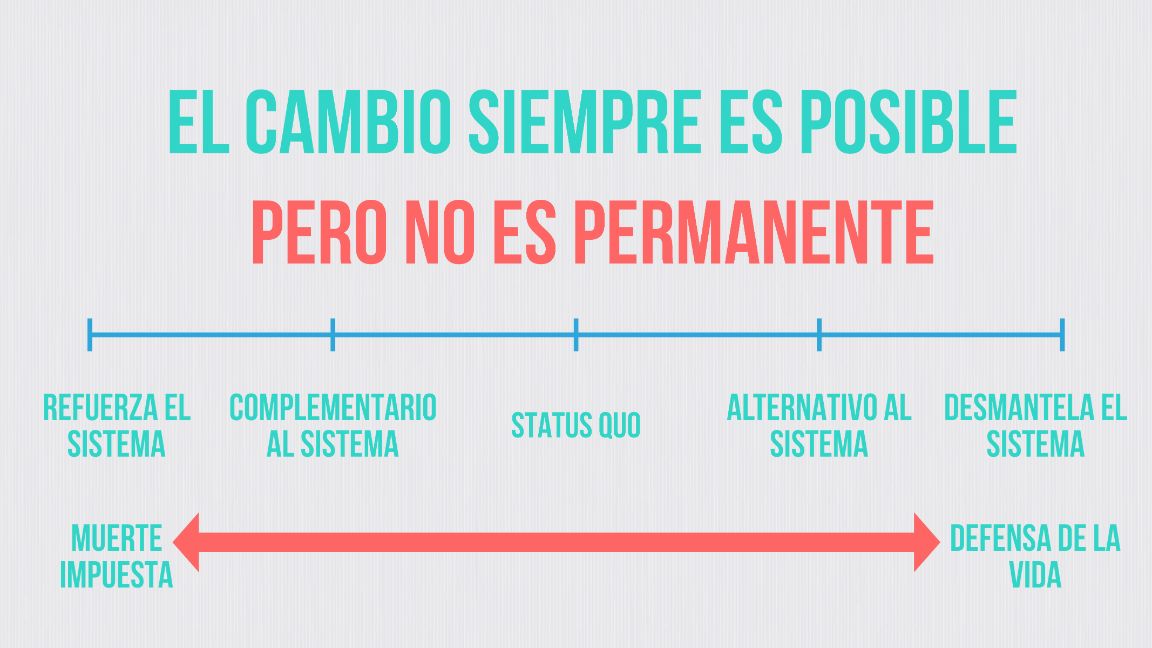 EL CAMBIO SIEMPRE ES POSIBLE
PERO NO ES PERMANENTE
REFUERZA EL
SISTEMA
COMPLEMENTARIO
AL SISTEMA
STATUS QUO
ALTERNATIVO AL
SISTEMA
DESMANTELA EL
SISTEMA
MUERTE
IMPUESTA
DEFENSA DE LA
VIDA